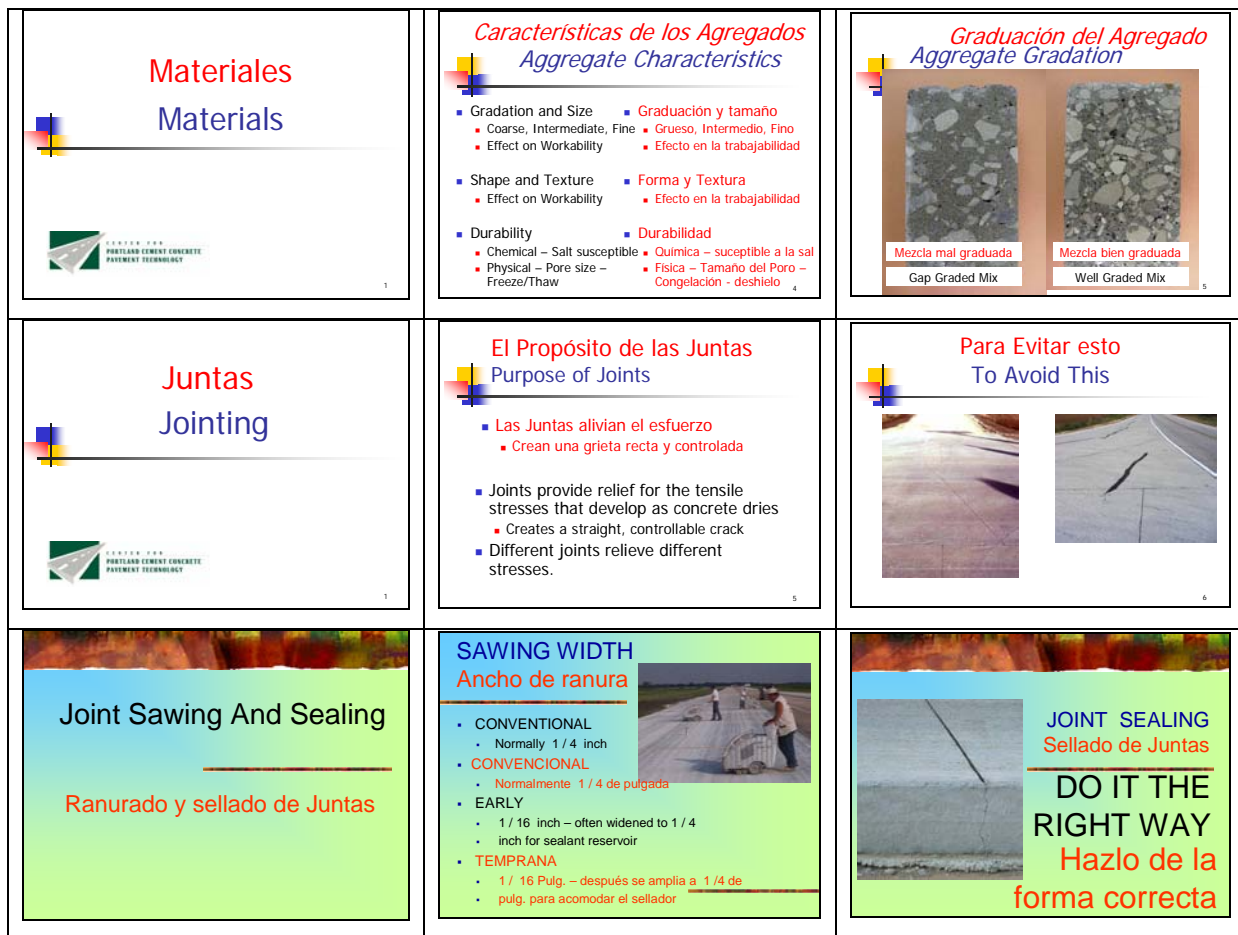 Materiales
Materials
CENTER FOR
PORTLAND CEMENT CONCRETE
PAVEMENT TECHNOLOGY
1
Características de los Agregados
Aggregate Characteristics
Gradation and Size
Coarse, Intermediate, Fine
Effect on Workability
Shape and Texture
Effect on Workability
Durability
Chemical – Salt susceptible
Physical – Pore size –
Freeze/Thaw
Graduación y tamaño
Grueso, Intermedio, Fino
Efecto en la trabajabilidad
Forma y Textura
Efecto en la trabajabilidad
Durabilidad
Química – suceptible a la sal
Física – Tamaño del Poro –
Congelación - deshielo
4
Graduación del Agregado
Aggregate Gradation
Mezcla mal graduada
Gap Graded Mix
Mezcla bien graduada
Well Graded Mix
5
Juntas
Jointing
CENTER FOR
PORTLAND CEMENT CONCRETE
PAVEMENT TECHNOLOGY
1
El Propósito de las Juntas
Purpose of Joints
Las Juntas alivian el esfuerzo
Crean una grieta recta y controlada
Joints provide relief for the tensile
stresses that develop as concrete dries
Creates a straight, controllable crack
Different joints relieve different
stresses.
5
Para Evitar esto
To Avoid This
6
Joint Sawing And Sealing
Ranurado y sellado de Juntas
SAWING WIDTH
Ancho de ranura
CONVENTIONAL
Normally 1 / 4 inch
CONVENCIONAL
Normalmente 1 / 4 de pulgada
EARLY
1 / 16 inch – often widened to 1 / 4
inch for sealant reservoir
TEMPRANA
1 / 16 Pulg. – después se amplia a 1 /4 de
pulg. para acomodar el sellador
JOINT SEALING
Sellado de Juntas
DO IT THE
RIGHT WAY
Hazlo de la
forma correcta